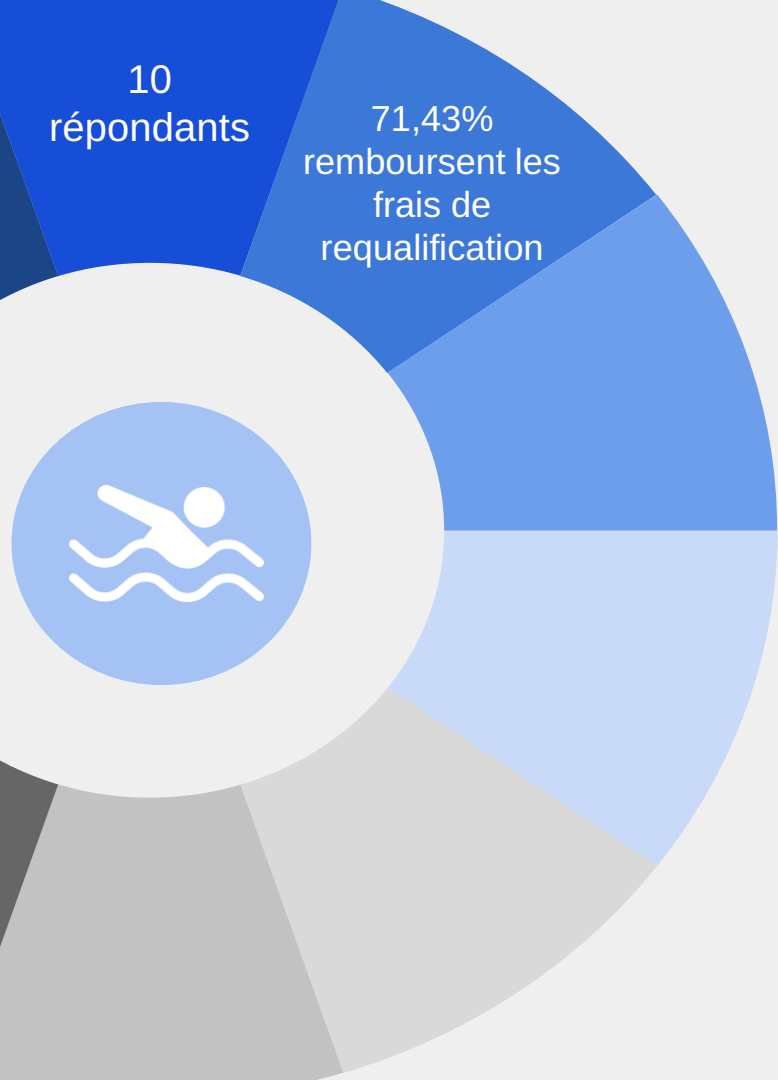 10
répondants
71,43%
remboursent les
frais de
requalification